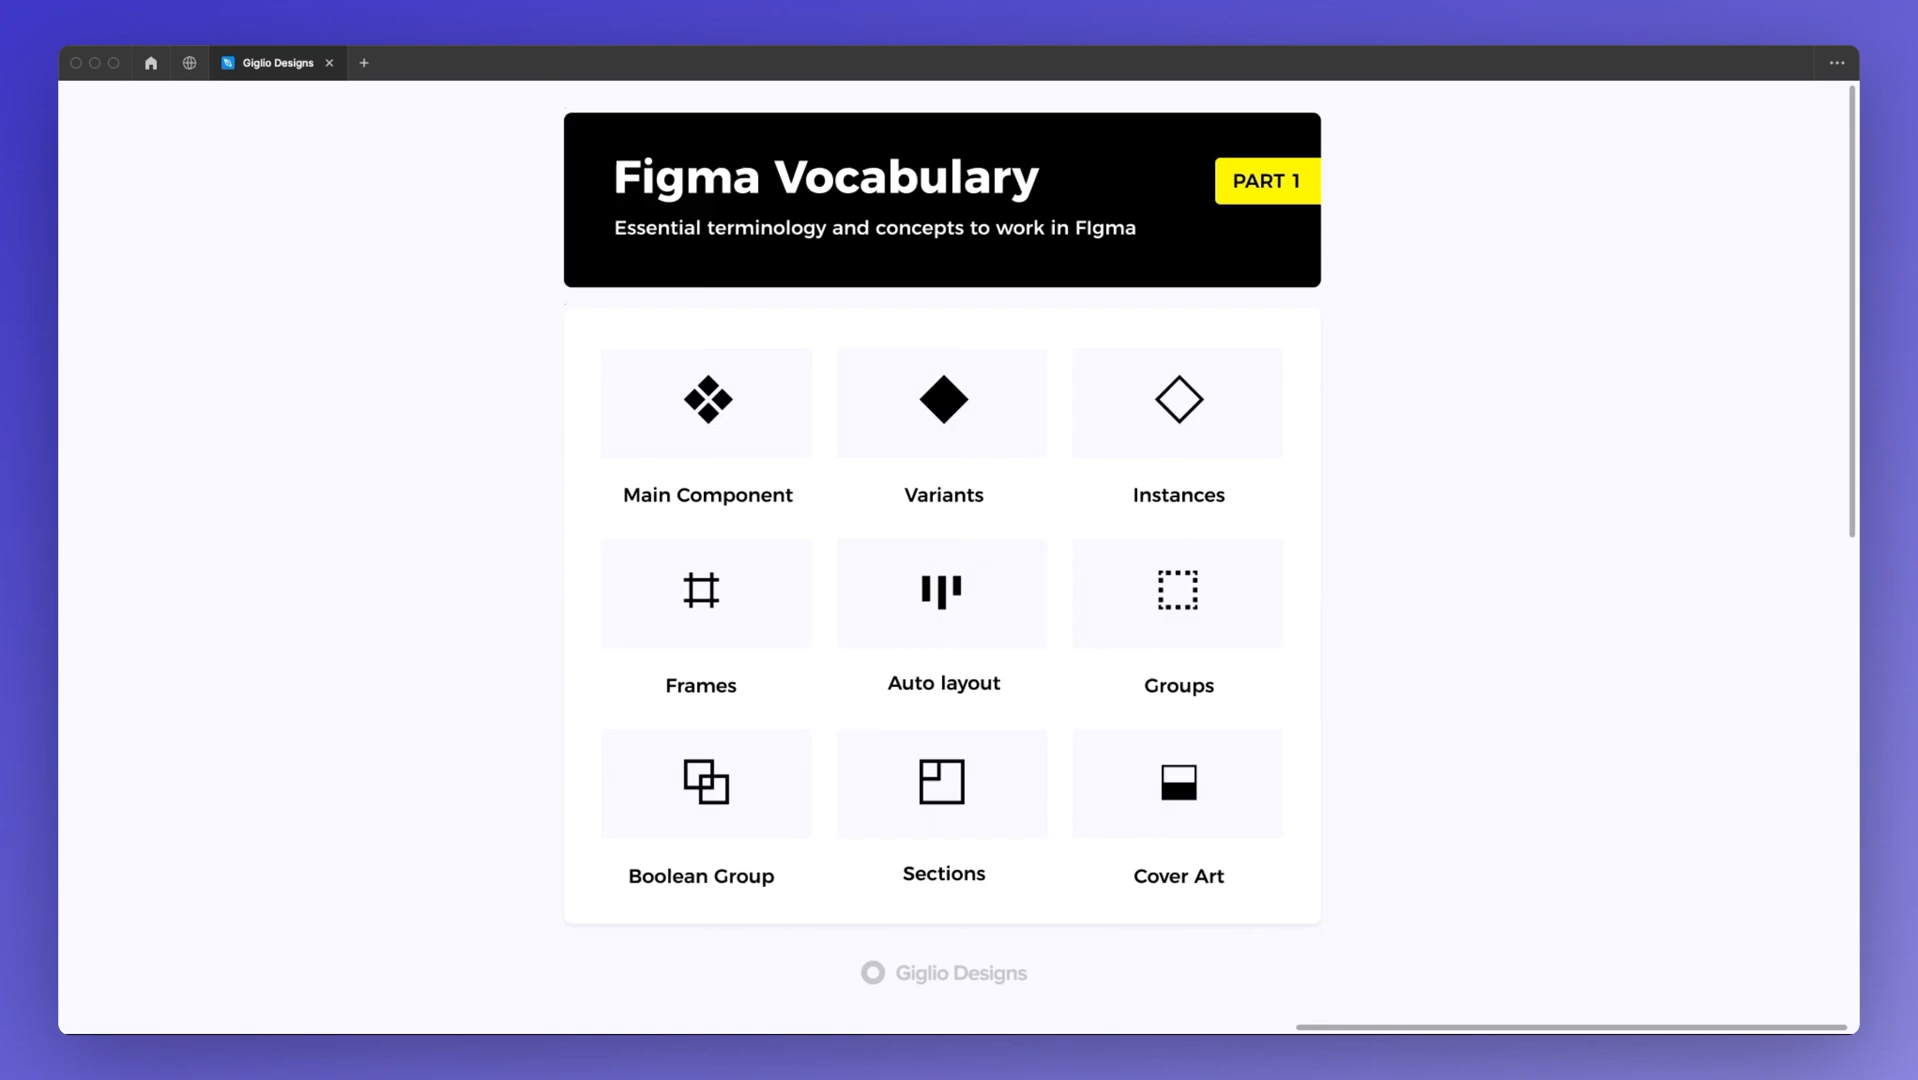 Giglio Designs
Figma Vocabulary
PART 1
Essential terminology and concepts to work in FIgma
Main Component
Variants
Instances
Frames
Auto layout
Groups
Boolean Group
Sections
Cover Art
Giglio Designs